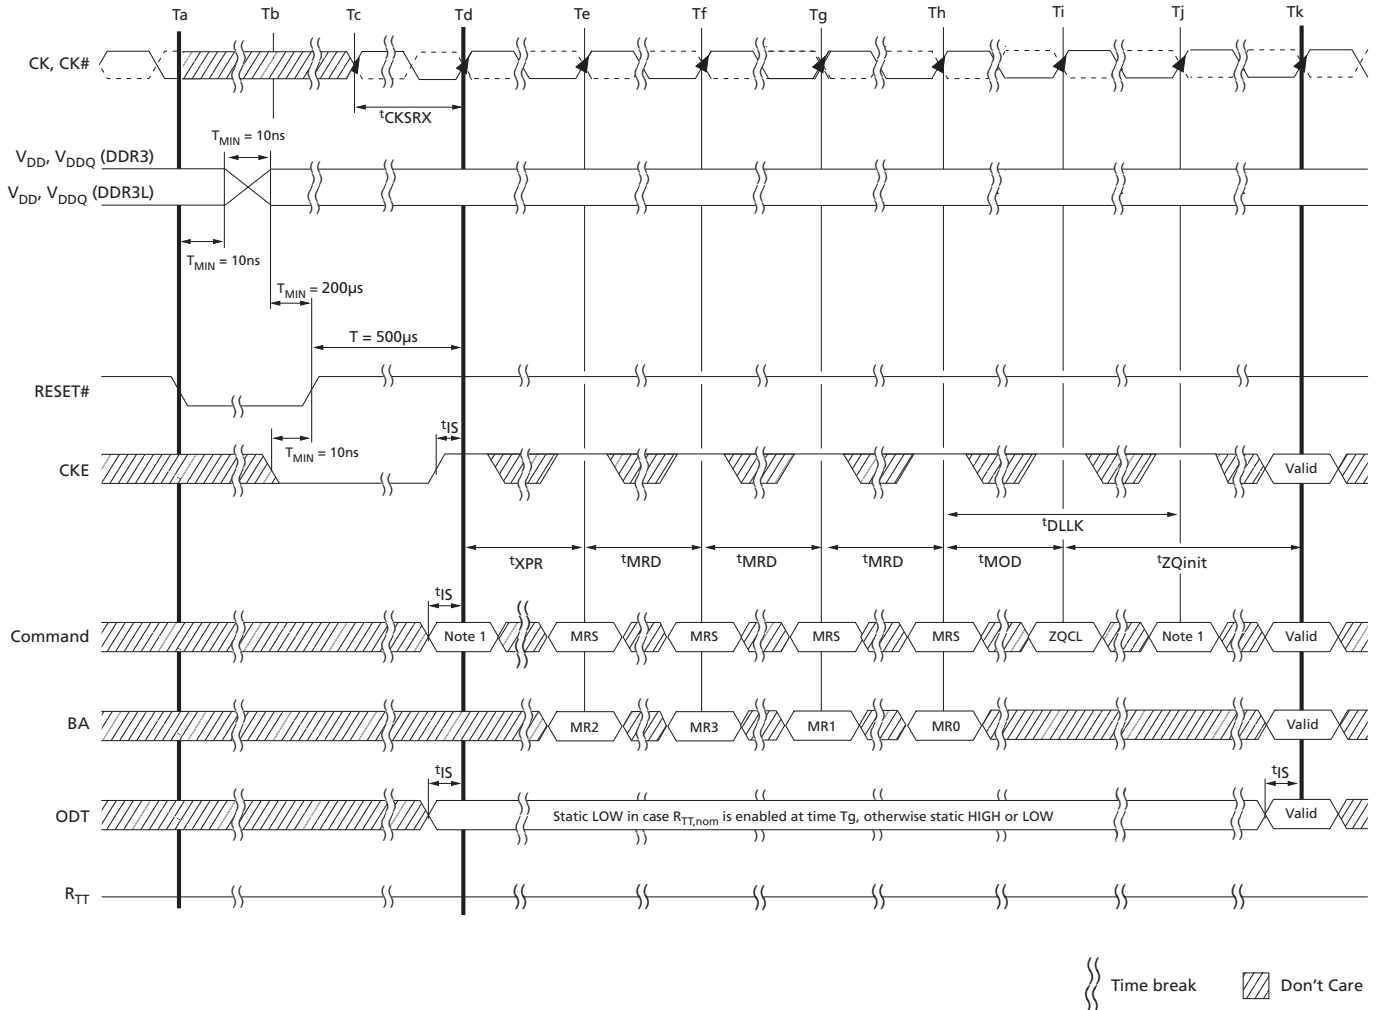 Ta Tb Tc Td Te Tf Tg Th Ti Tj Tk
CK, CK#
tCKSRX
TMIN = 10ns
VDD, VDDQ (DDR3)
VDD, VDDQ (DDR3L)
TMIN = 10ns
TMIN = 200µs
T = 500µs
RESET#
tIS
TMIN = 10ns
CKE Valid
tDLLK
tXPR tMRD tMRD tMRD tMOD tZQinit
tIS
Command Note 1 MRS MRS MRS MRS ZQCL Note 1 Valid
BA MR2 MR3 MR1 MR0 Valid
tIS tIS
ODT Static LOW in case RTT,nom is enabled at time Tg, otherwise static HIGH or LOW Valid
RTT
Time break Don't Care